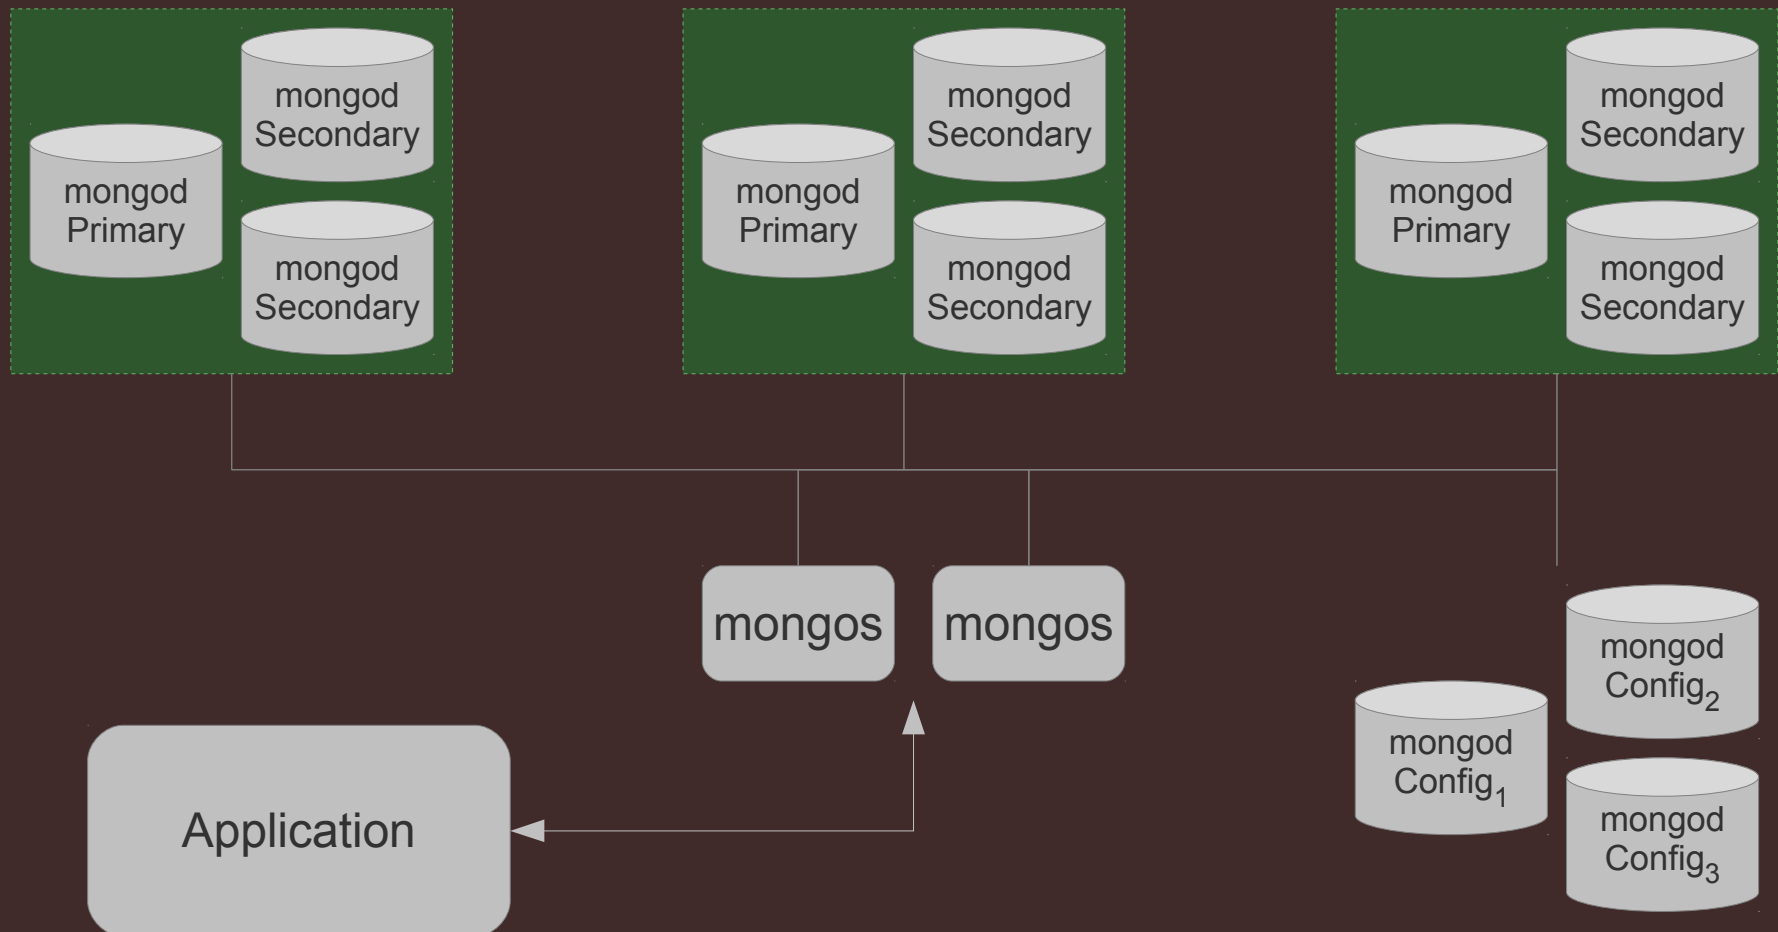 mongod
Primary
mongod
Secondary
mongod
Secondary
mongod
Primary
mongod
Secondary
mongod
Secondary
mongod
Primary
mongod
Secondary
mongod
Secondary
mongos
mongos
Application
mongod
Config₁
mongod
Config₂
mongod
Config₃